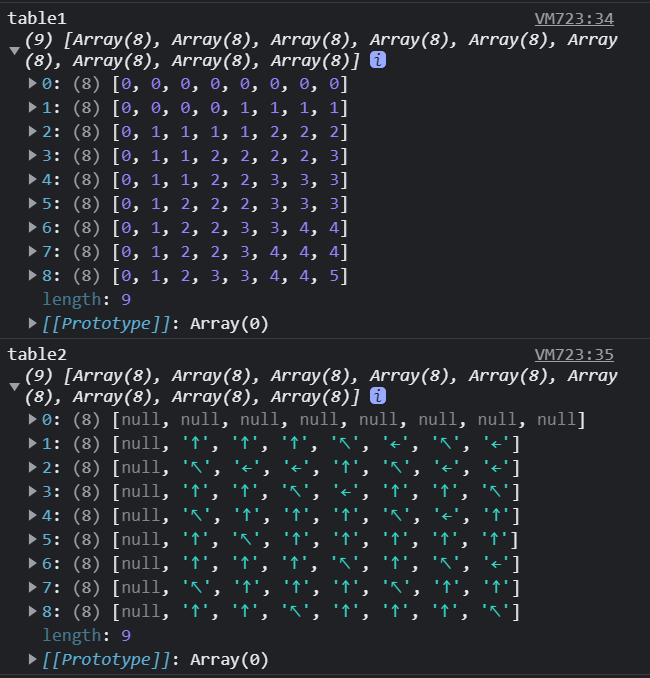 table1 VM723:34
▼ (9) [Array(8), Array(8), Array(8), Array(8), Array(8), Array
(8), Array(8), Array(8), Array(8)] i
▶ 0: (8) [0, 0, 0, 0, 0, 0, 0, 0]
▶ 1: (8) [0, 0, 0, 0, 1, 1, 1, 1]
▶ 2: (8) [0, 1, 1, 1, 1, 2, 2, 2]
▶ 3: (8) [0, 1, 1, 2, 2, 2, 2, 3]
▶ 4: (8) [0, 1, 1, 2, 2, 3, 3, 3]
▶ 5: (8) [0, 1, 2, 2, 2, 3, 3, 3]
▶ 6: (8) [0, 1, 2, 2, 3, 3, 4, 4]
▶ 7: (8) [0, 1, 2, 2, 3, 4, 4, 4]
▶ 8: (8) [0, 1, 2, 3, 3, 4, 4, 5]
length: 9
▶ [[Prototype]]: Array(0)
table2 VM723:35
▼ (9) [Array(8), Array(8), Array(8), Array(8), Array(8), Array
(8), Array(8), Array(8), Array(8)] i
▶ 0: (8) [null, null, null, null, null, null, null, null]
▶ 1: (8) [null, '↑', '↑', '↑', '↖', '←', '↖', '←']
▶ 2: (8) [null, '↖', '←', '←', '↑', '↖', '←', '←']
▶ 3: (8) [null, '↑', '↑', '↖', '←', '↑', '↑', '↖']
▶ 4: (8) [null, '↖', '↑', '↑', '↑', '↖', '←', '↑']
▶ 5: (8) [null, '↑', '↖', '↑', '↑', '↑', '↑', '↑']
▶ 6: (8) [null, '↑', '↑', '↑', '↖', '↑', '↖', '←']
▶ 7: (8) [null, '↖', '↑', '↑', '↑', '↖', '↑', '↑']
▶ 8: (8) [null, '↑', '↑', '↖', '↑', '↑', '↑', '↖']
length: 9
▶ [[Prototype]]: Array(0)